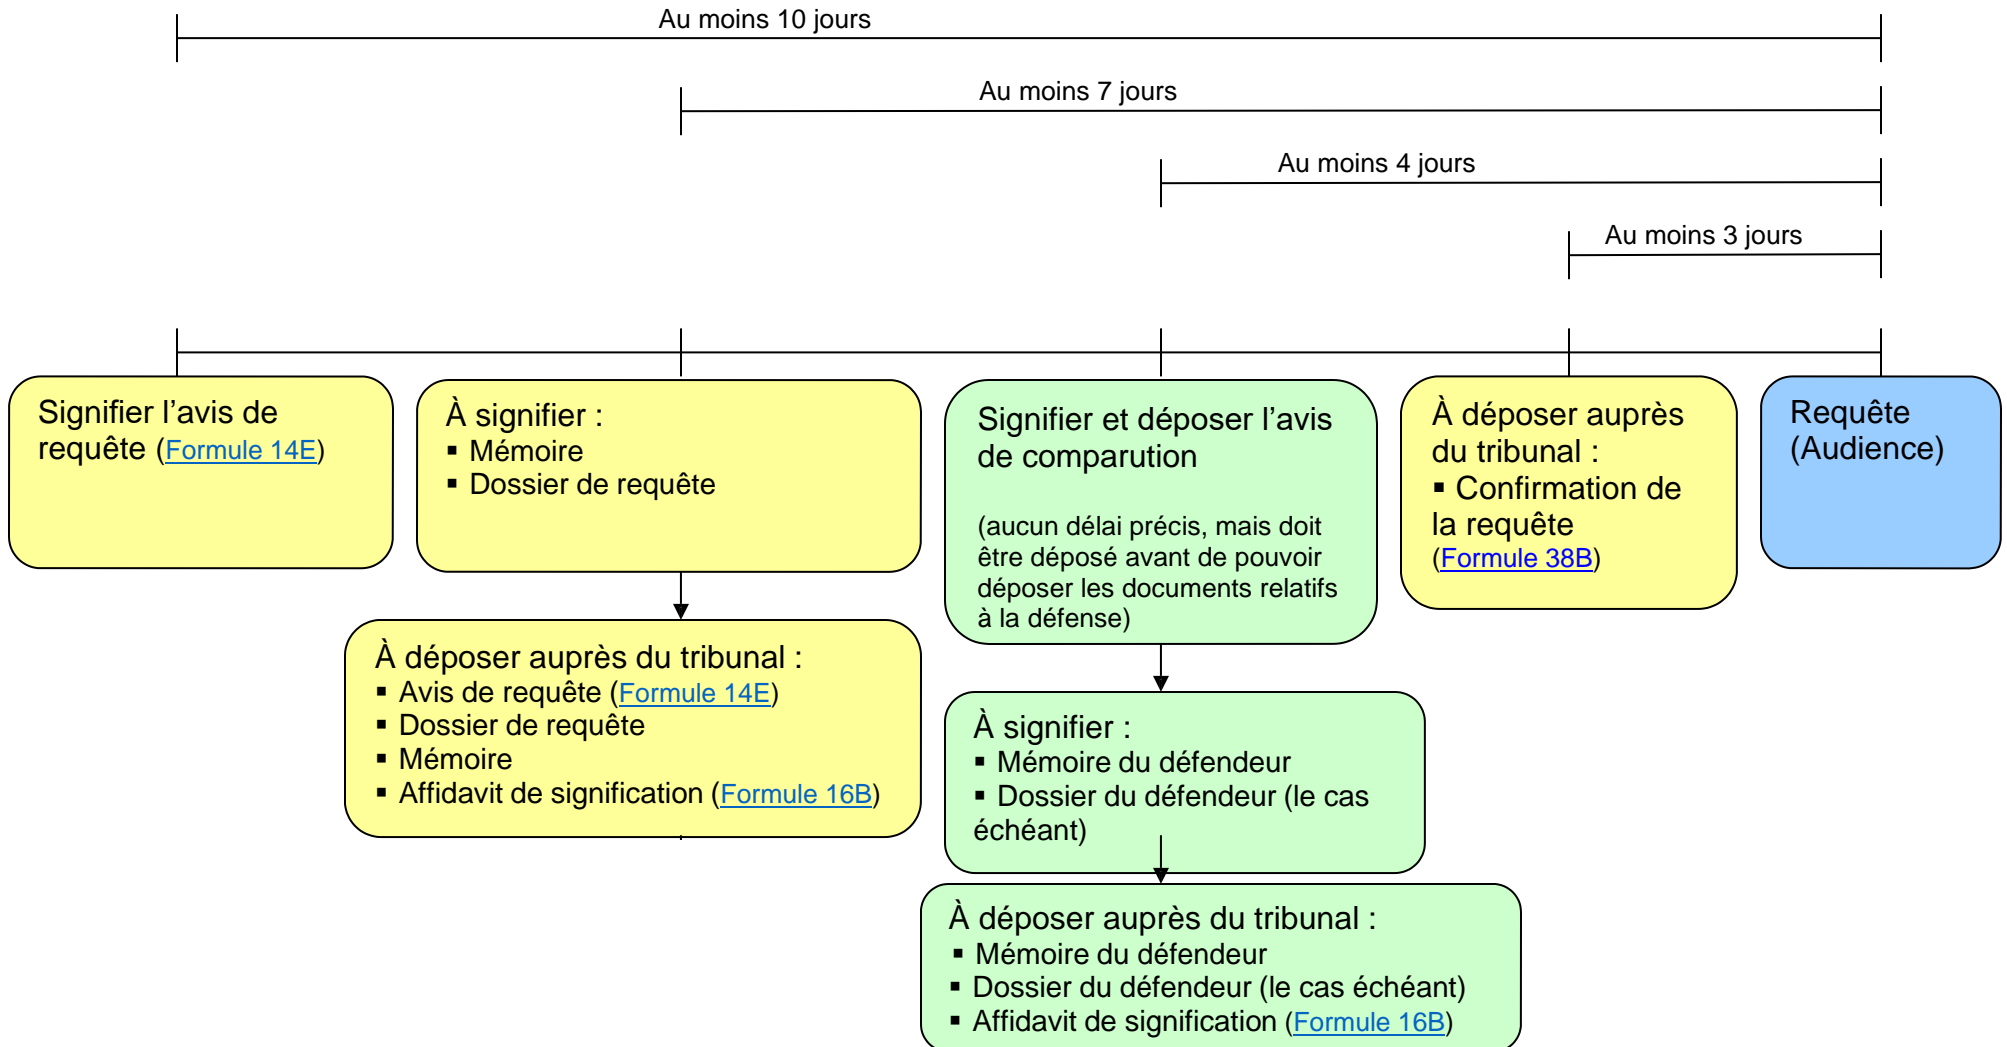 Au moins 10 jours
Au moins 7 jours
Au moins 4 jours
Au moins 3 jours
Signifier l’avis de
requête (Formule 14E)
À signifier :
▪ Mémoire
▪ Dossier de requête
À déposer auprès du tribunal :
▪ Avis de requête (Formule 14E)
▪ Dossier de requête
▪ Mémoire
▪ Affidavit de signification (Formule 16B)
Signifier et déposer l’avis
de comparution
(aucun délai précis, mais doit
être déposé avant de pouvoir
déposer les documents relatifs
à la défense)
À signifier :
▪ Mémoire du défendeur
▪ Dossier du défendeur (le cas
échéant)
À déposer auprès du tribunal :
▪ Mémoire du défendeur
▪ Dossier du défendeur (le cas échéant)
▪ Affidavit de signification (Formule 16B)
À déposer auprès
du tribunal :
▪ Confirmation de
la requête
(Formule 38B)
Requête
(Audience)